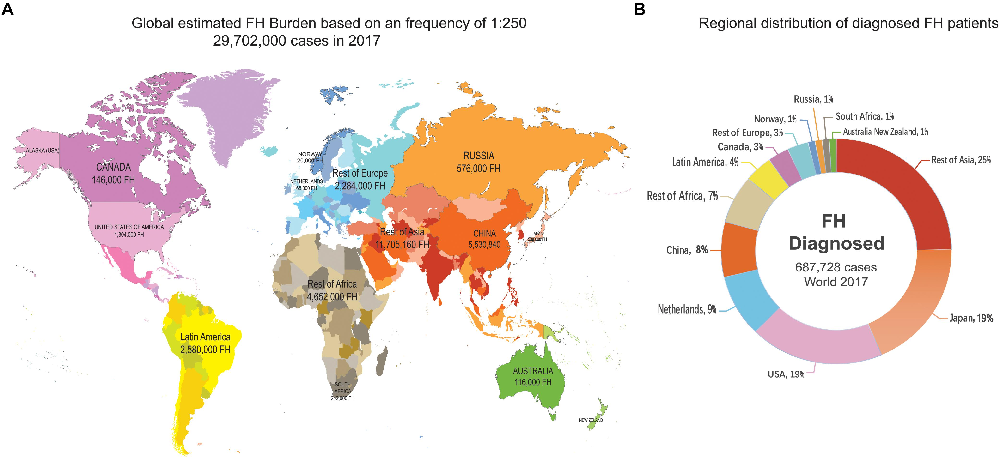 A
Global estimated FH Burden based on an frequency of 1:250
29,702,000 cases in 2017
ALASKA (USA)
CANADA
146,000 FH
UNITED STATES OF AMERICA
1,304,000 FH
Latin America
2,580,000 FH
NORWAY
20,000 FH
NETHERLANDS
68,000 FH
Rest of Europe
2,284,000 FH
RUSSIA
576,000 FH
Rest of Asia
11,705,160 FH
CHINA
5,530,840
JAPAN
508,000 FH
Rest of Africa
4,652,000 FH
SOUTH
AFRICA
212,000 FH
AUSTRALIA
116,000 FH
NEW ZELAND
B
Regional distribution of diagnosed FH patients
Russia, 1%
Norway, 1%
South Africa, 1%
Rest of Europe, 3%
Australia New Zealand, 1%
Canada, 3%
Latin America, 4%
Rest of Asia, 25%
Rest of Africa, 7%
China, 8%
Netherlands, 9%
Japan, 19%
USA, 19%
FH
Diagnosed
687,728 cases
World 2017